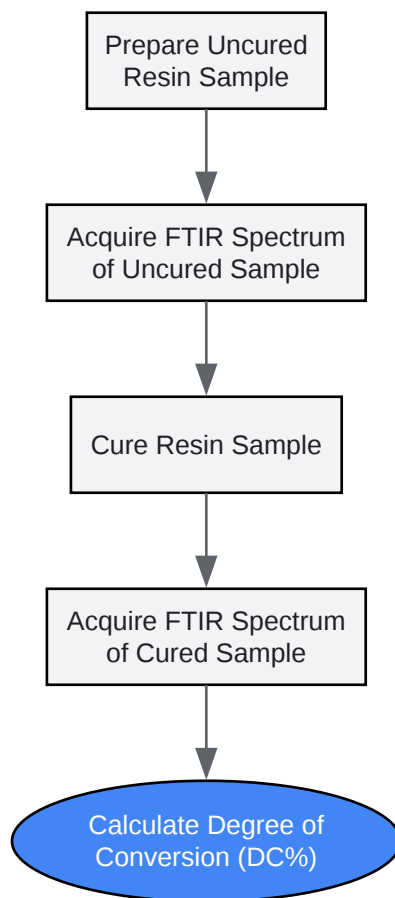 Prepare Uncured
Resin Sample
Acquire FTIR Spectrum
of Uncured Sample
Cure Resin Sample
Acquire FTIR Spectrum
of Cured Sample
Calculate Degree of
Conversion (DC%)